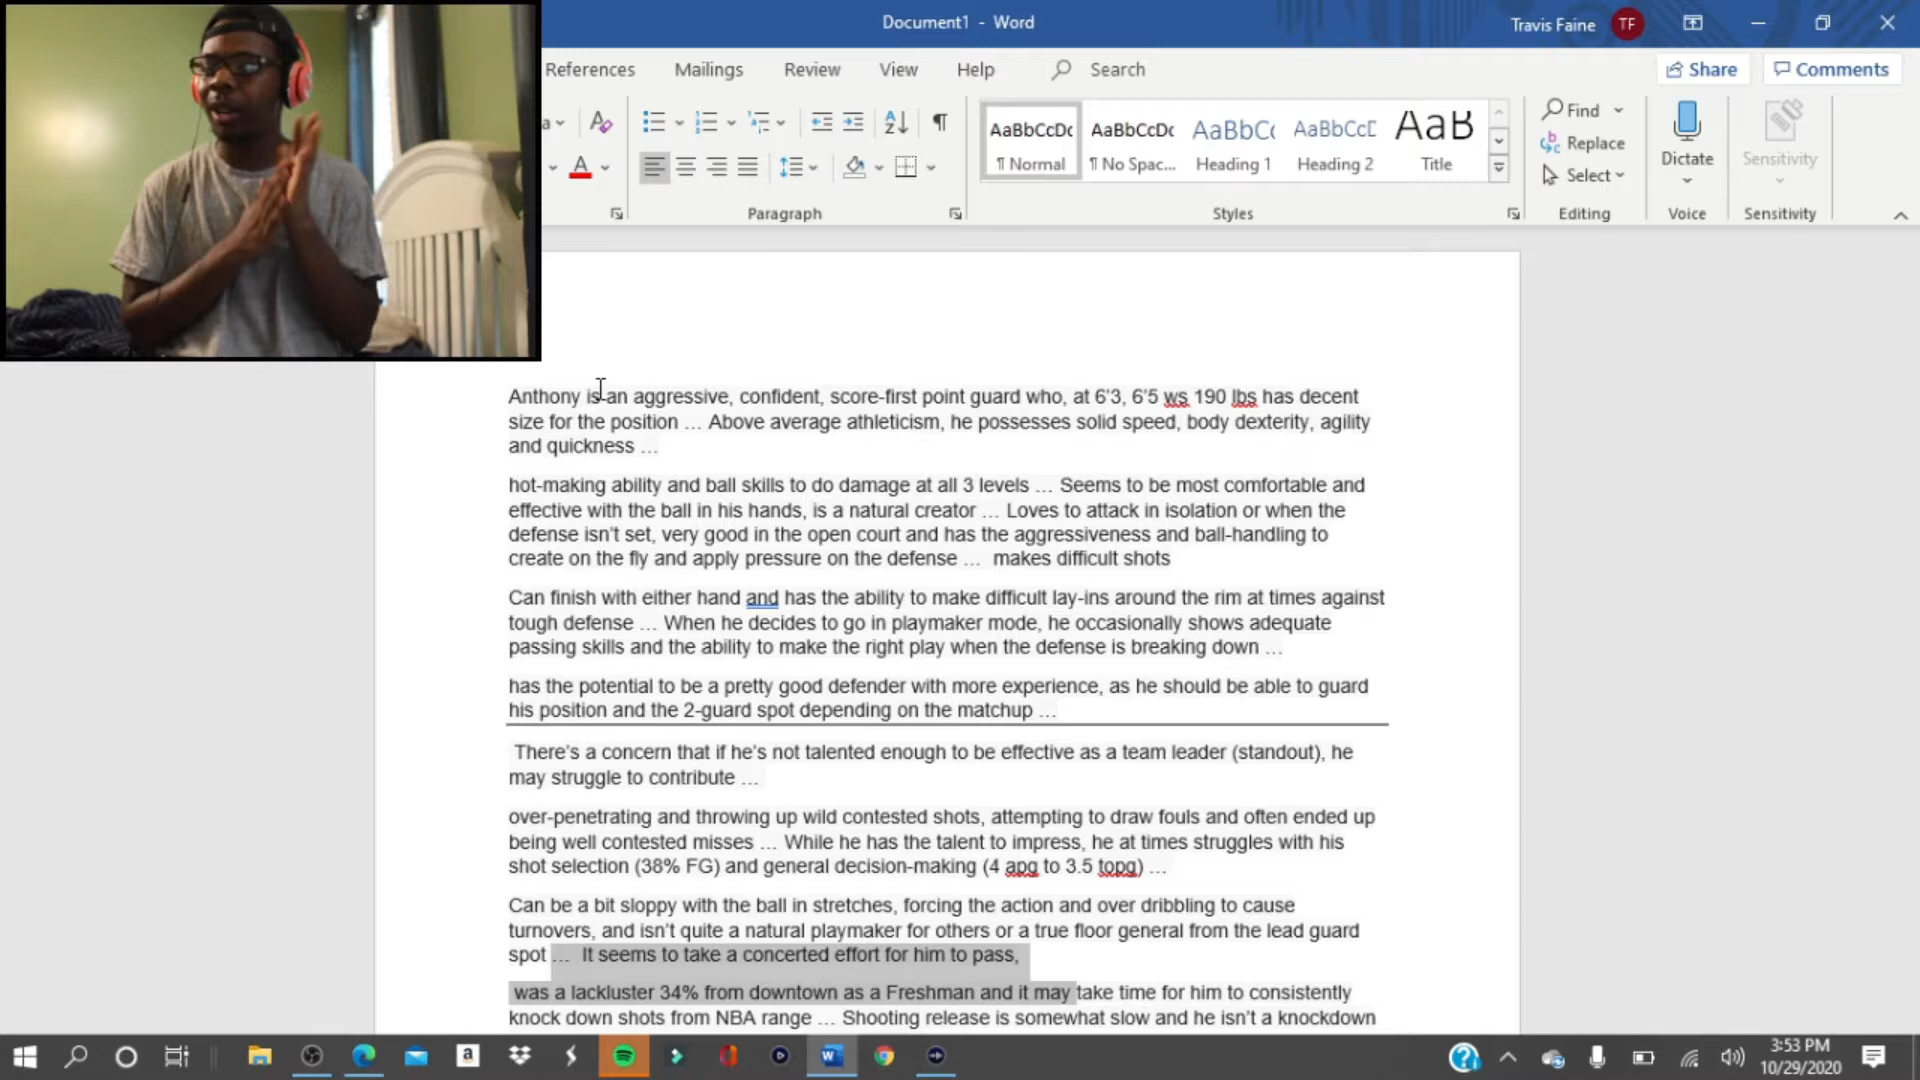 Document1 - Word
Travis Faine TF
References Mailings Review View Help Search
Share Comments
AaBbCcDc AaBbCcDc AaBbCc AaBbCcD AaB
¶ Normal ¶ No Spac... Heading 1 Heading 2 Title
Find
Replace
Select
Dictate
Sensitivity
Paragraph Styles Editing Voice Sensitivity
Anthony is an aggressive, confident, score-first point guard who, at 6'3, 6'5 ws 190 lbs has decent
size for the position … Above average athleticism, he possesses solid speed, body dexterity, agility
and quickness …
hot-making ability and ball skills to do damage at all 3 levels … Seems to be most comfortable and
effective with the ball in his hands, is a natural creator … Loves to attack in isolation or when the
defense isn't set, very good in the open court and has the aggressiveness and ball-handling to
create on the fly and apply pressure on the defense … makes difficult shots
Can finish with either hand and has the ability to make difficult lay-ins around the rim at times against
tough defense … When he decides to go in playmaker mode, he occasionally shows adequate
passing skills and the ability to make the right play when the defense is breaking down …
has the potential to be a pretty good defender with more experience, as he should be able to guard
his position and the 2-guard spot depending on the matchup …
There's a concern that if he's not talented enough to be effective as a team leader (standout), he
may struggle to contribute …
over-penetrating and throwing up wild contested shots, attempting to draw fouls and often ended up
being well contested misses … While he has the talent to impress, he at times struggles with his
shot selection (38% FG) and general decision-making (4 apg to 3.5 topg) …
Can be a bit sloppy with the ball in stretches, forcing the action and over dribbling to cause
turnovers, and isn't quite a natural playmaker for others or a true floor general from the lead guard
spot … It seems to take a concerted effort for him to pass,
was a lackluster 34% from downtown as a Freshman and it may take time for him to consistently
knock down shots from NBA range … Shooting release is somewhat slow and he isn't a knockdown
3:53 PM
10/29/2020